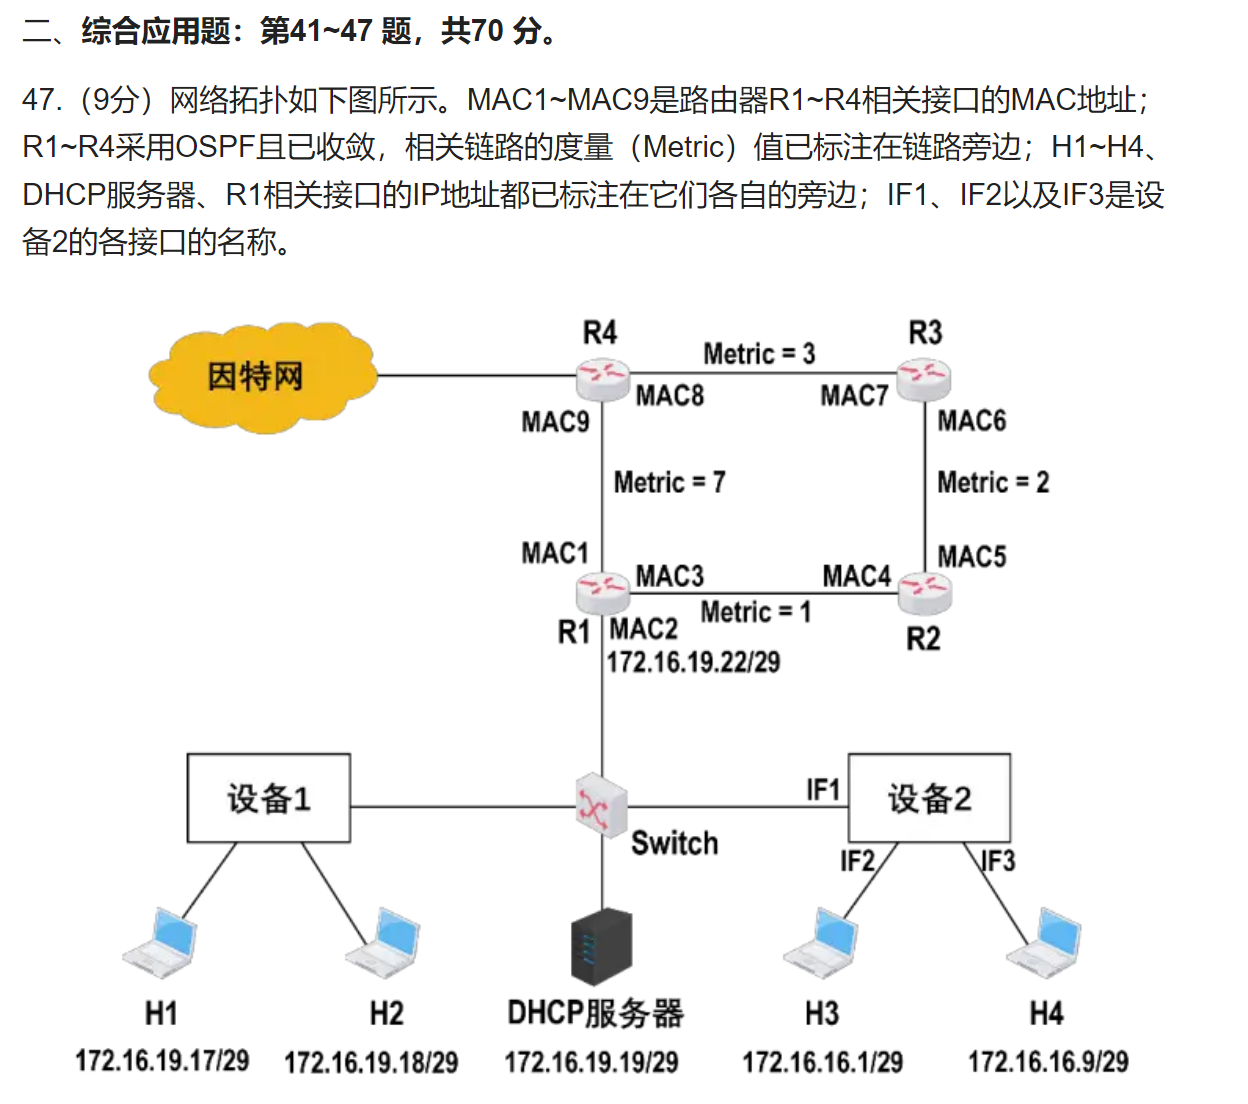 二、综合应用题：第41~47 题，共70 分。
47.（9分）网络拓扑如下图所示。MAC1~MAC9是路由器R1~R4相关接口的MAC地址；
R1~R4采用OSPF且已收敛，相关链路的度量（Metric）值已标注在链路旁边；H1~H4、
DHCP服务器、R1相关接口的IP地址都已标注在它们各自的旁边；IF1、IF2以及IF3是设
备2的各接口的名称。
R4
R3
Metric = 3
因特网
MAC8
MAC7
MAC9
MAC6
Metric = 7
Metric = 2
MAC1
MAC5
MAC3
MAC4
Metric = 1
R1
MAC2
R2
172.16.19.22/29
设备1
IF1
设备2
Switch
IF2
IF3
H1
H2
DHCP服务器
H3
H4
172.16.19.17/29
172.16.19.18/29
172.16.19.19/29
172.16.16.1/29
172.16.16.9/29